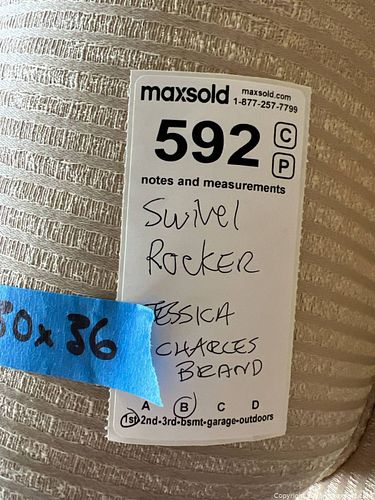 maxsold maxsold.com
1-877-257-7799
592 C
P
notes and measurements
Swivel
Rocker
JESSICA
CHARLES
BRAND
30x36
A B C D
1st•2nd•3rd•bsmt•garage•outdoors